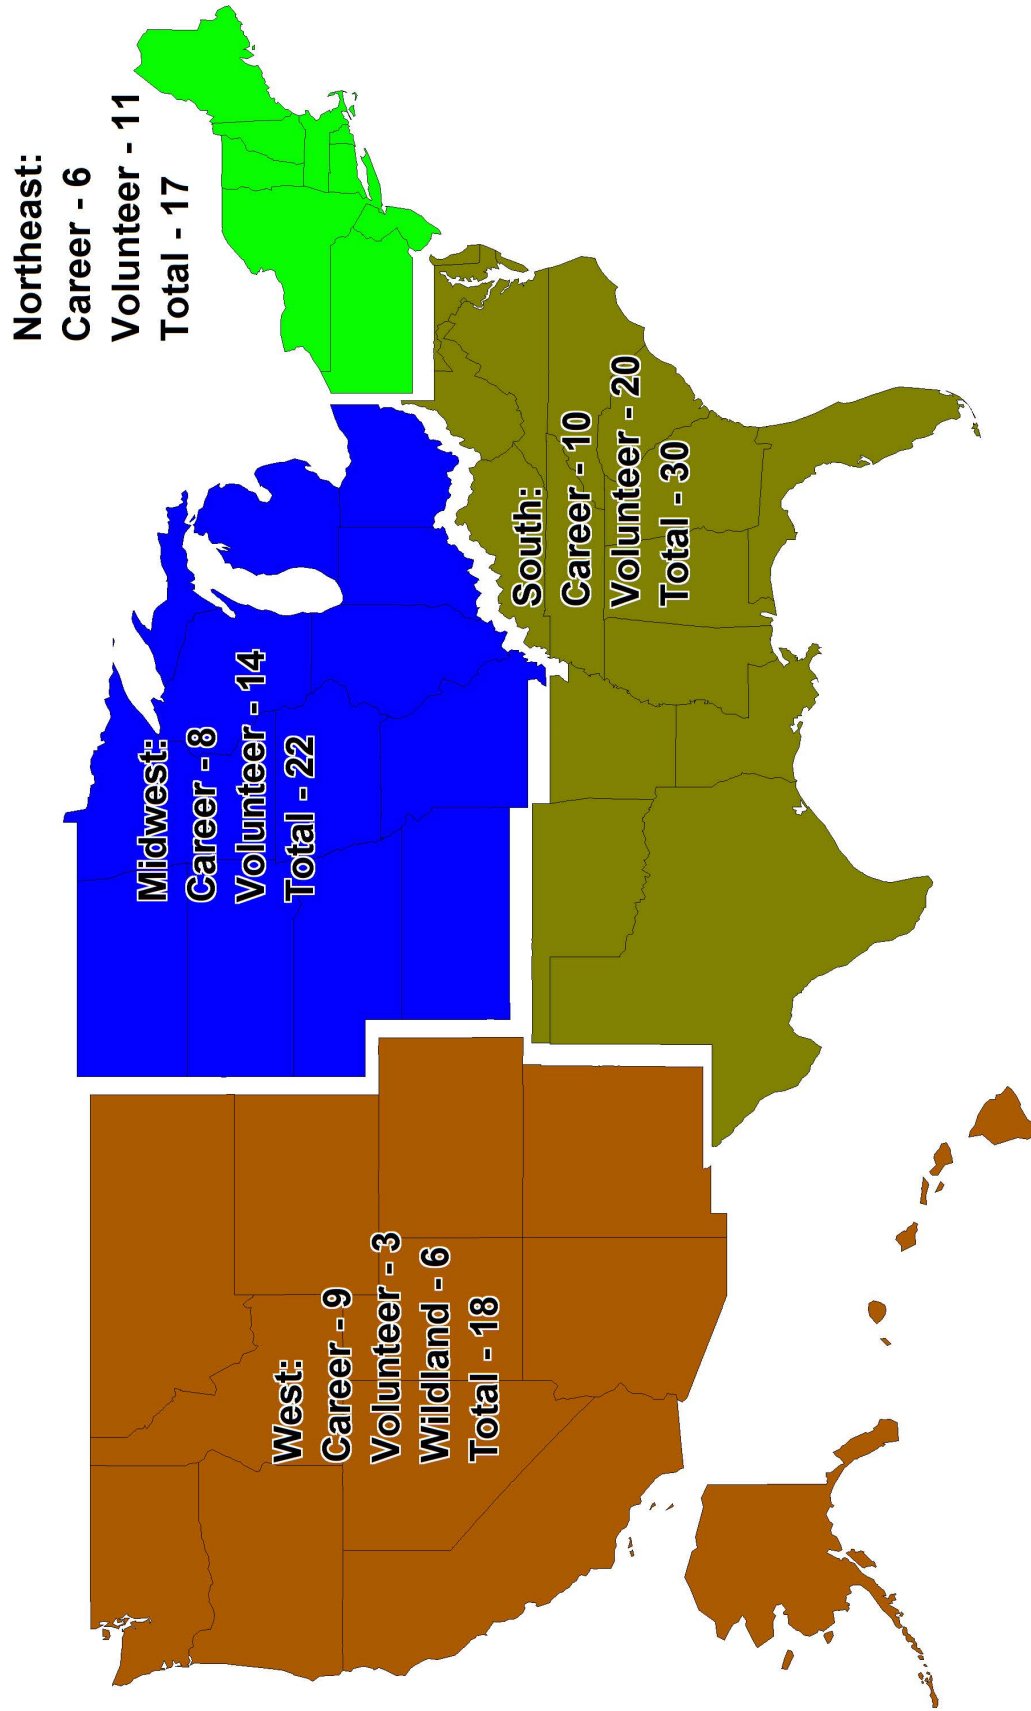 Northeast:
Career - 6
Volunteer - 11
Total - 17
Midwest:
Career - 8
Volunteer - 14
Total - 22
South:
Career - 10
Volunteer - 20
Total - 30
West:
Career - 9
Volunteer - 3
Wildland - 6
Total - 18